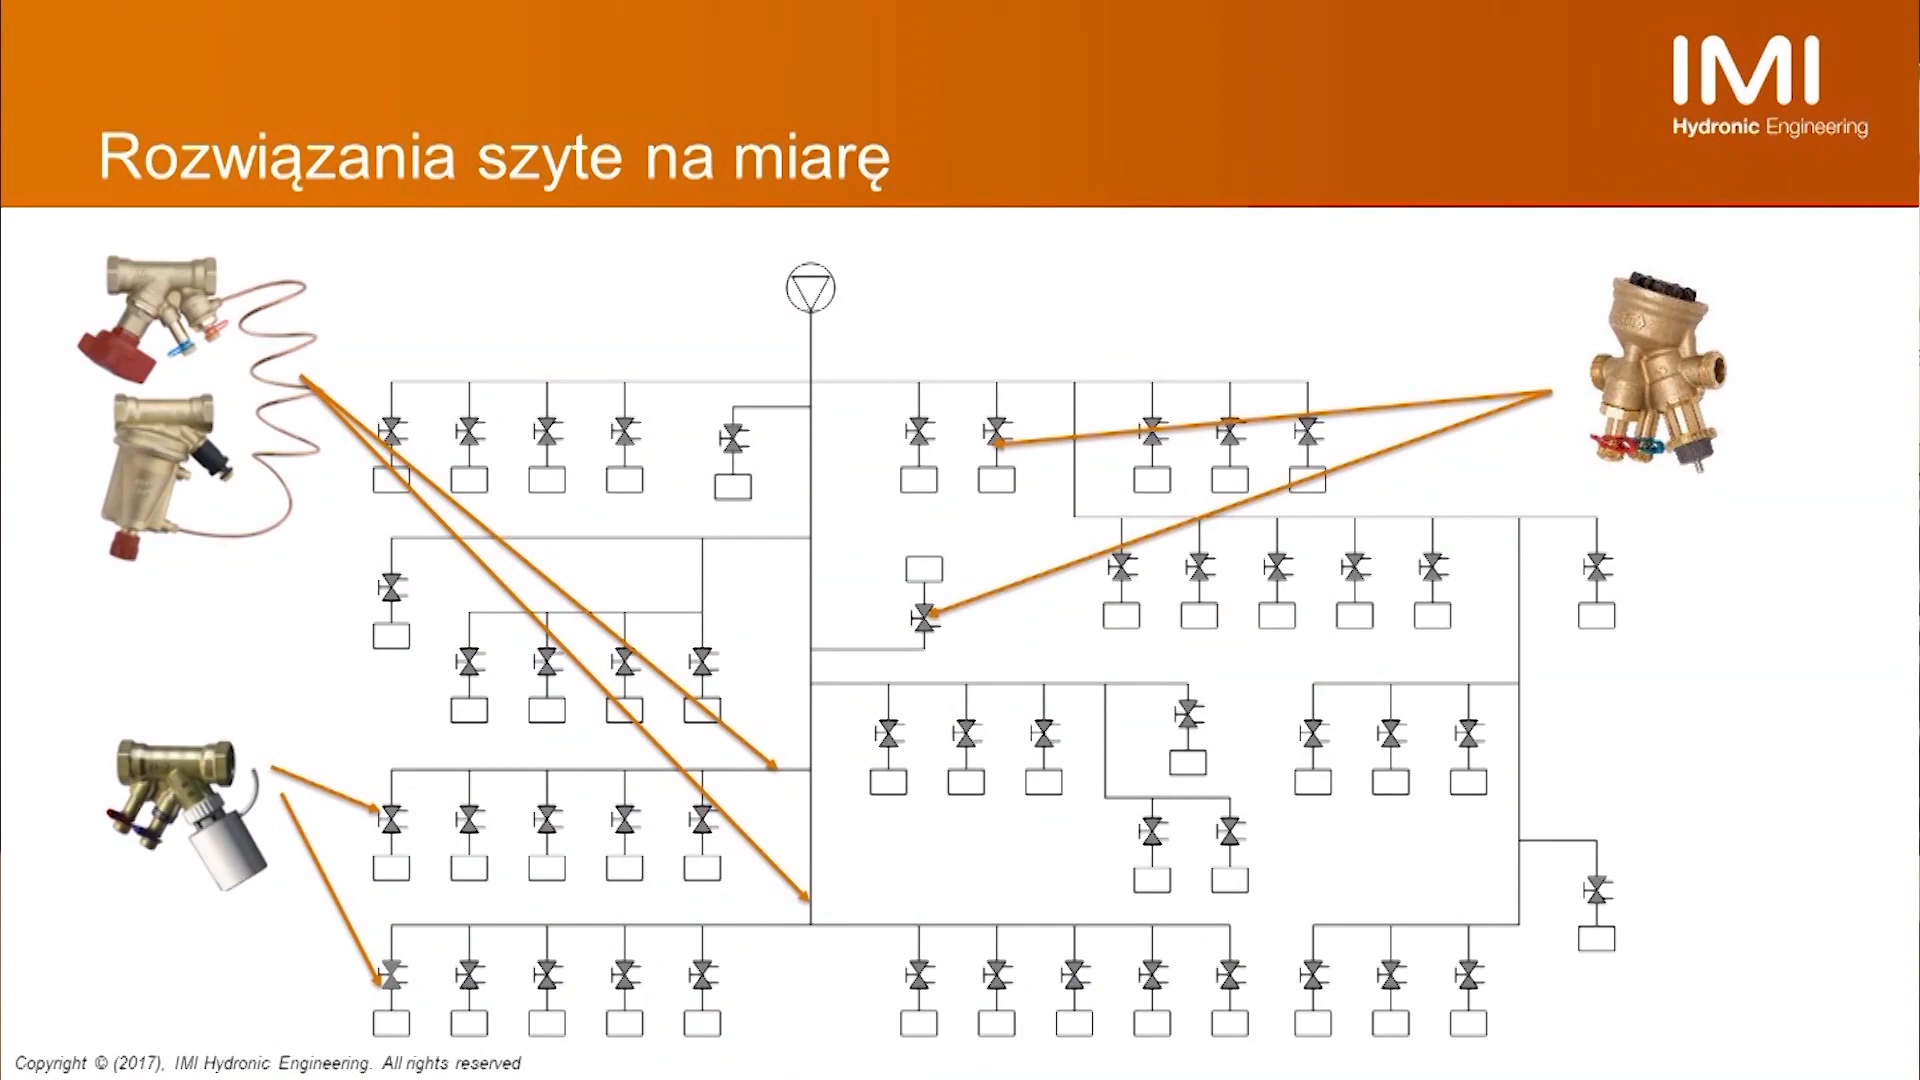 IMI
Hydronic Engineering
Rozwiązania szyte na miarę
Copyright © (2017), IMI Hydronic Engineering. All rights reserved